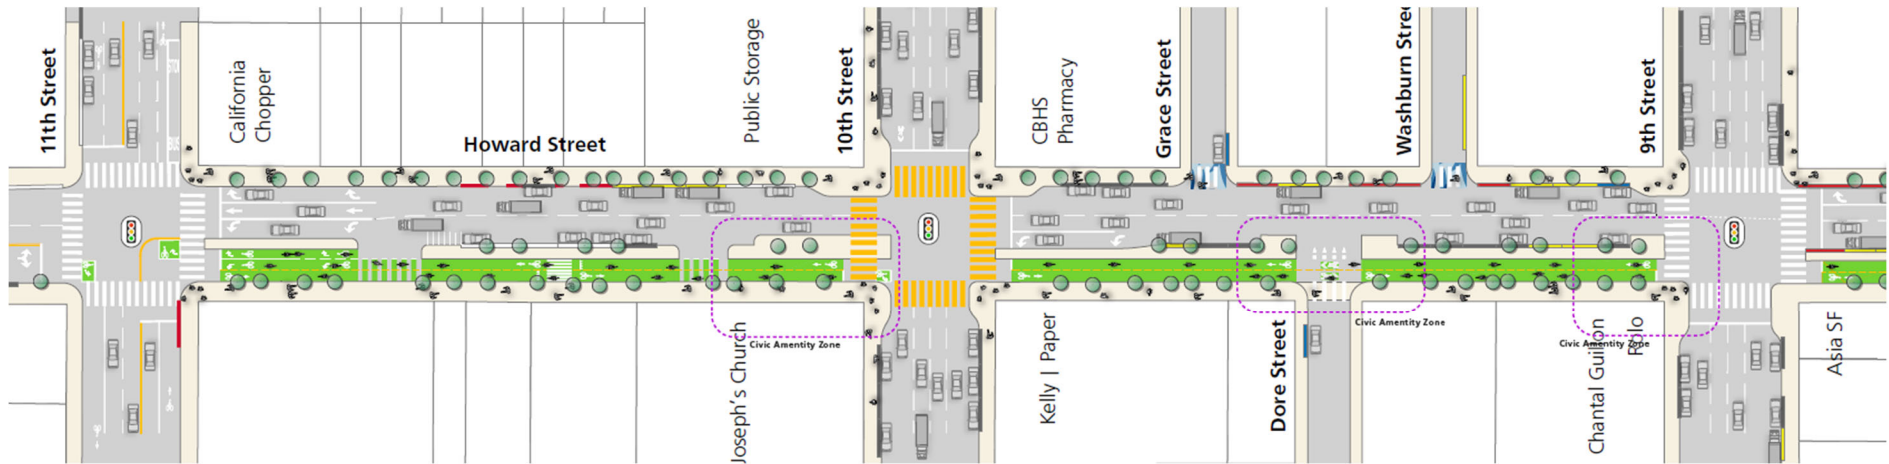 11th Street
California
Chopper
Howard Street
Public Storage
10th Street
CBHS
Pharmacy
Grace Street
Washburn Stree
9th Street
Joseph's Church
Civic Amentity Zone
Kelly | Paper
Dore Street
Civic Amentity Zone
Chantal Guillon
Civic Amentity Zone
Asia SF